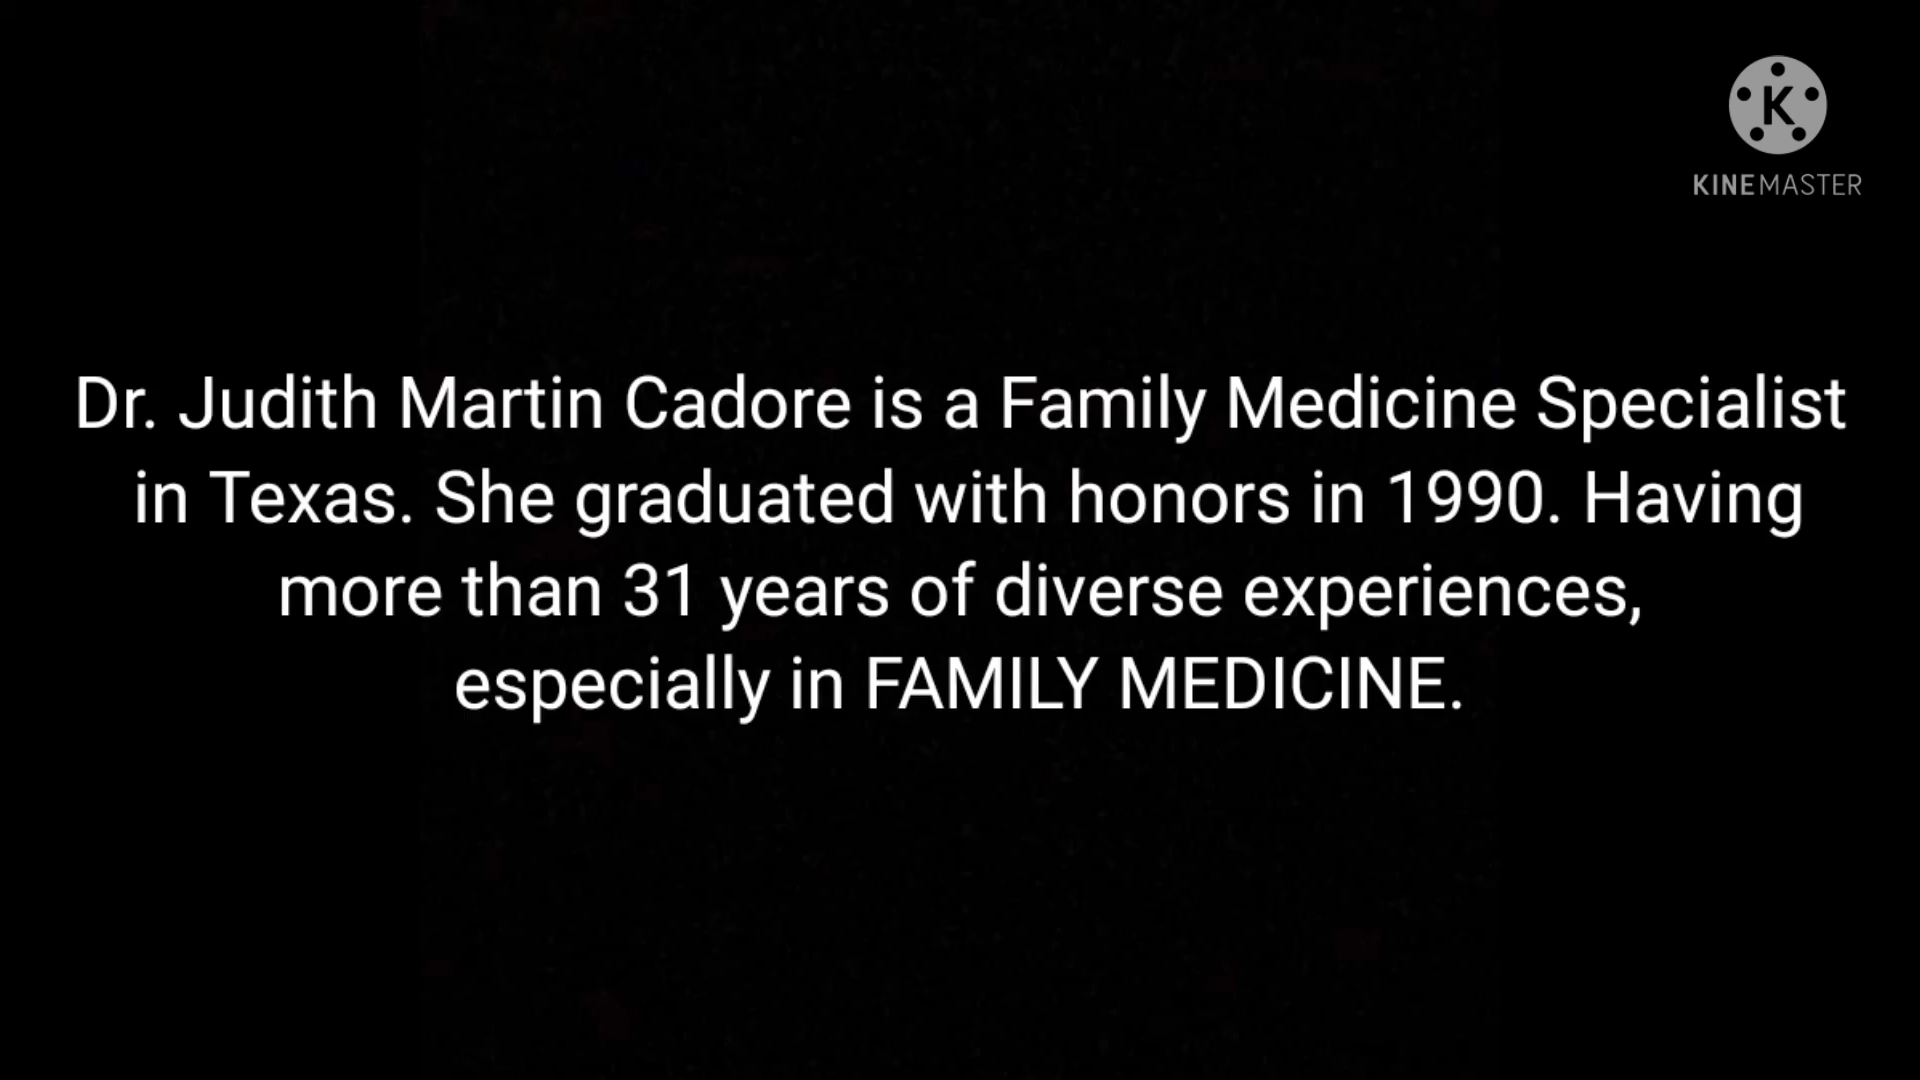 K
KINEMASTER
Dr. Judith Martin Cadore is a Family Medicine Specialist
in Texas. She graduated with honors in 1990. Having
more than 31 years of diverse experiences,
especially in FAMILY MEDICINE.